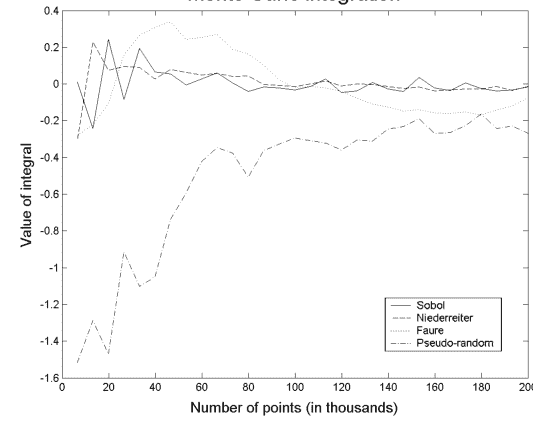 Monte Carlo integration
0.4
0.2
0
-0.2
-0.4
-0.6
-0.8
-1
-1.2
-1.4
-1.6
Value of integral
Sobol
Niederreiter
Faure
Pseudo-random
0 20 40 60 80 100 120 140 160 180 200
Number of points (in thousands)